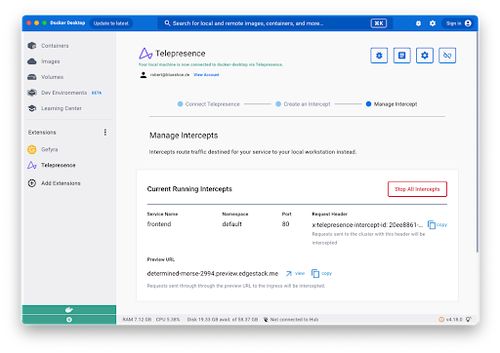 Docker Desktop
Update to latest
Search for local and remote images, containers, and more...
⌘K
Sign in
Containers
Images
Volumes
Dev Environments BETA
Learning Center
Extensions
Gefyra
Telepresence
Add Extensions
Telepresence
Your local machine is now connected to docker-desktop via Telepresence.
robert@blueshoe.de View Account
Connect Telepresence
Create an Intercept
Manage Intercept
Manage Intercepts
Intercepts route traffic destined for your service to your local workstation instead.
Current Running Intercepts
Stop All Intercepts
Service Name Namespace Port Request Header
frontend default 80 x-telepresence-intercept-id: 20ee8861-... copy
Requests sent to the cluster with this header will be
intercepted
Preview URL
determined-morse-2994.preview.edgestack.me view copy
Requests sent through through the preview URL to the ingress will be intercepted.
RAM 7.12 GB CPU 5.38% Disk 19.33 GB avail. of 58.37 GB Not connected to Hub
v4.18.0